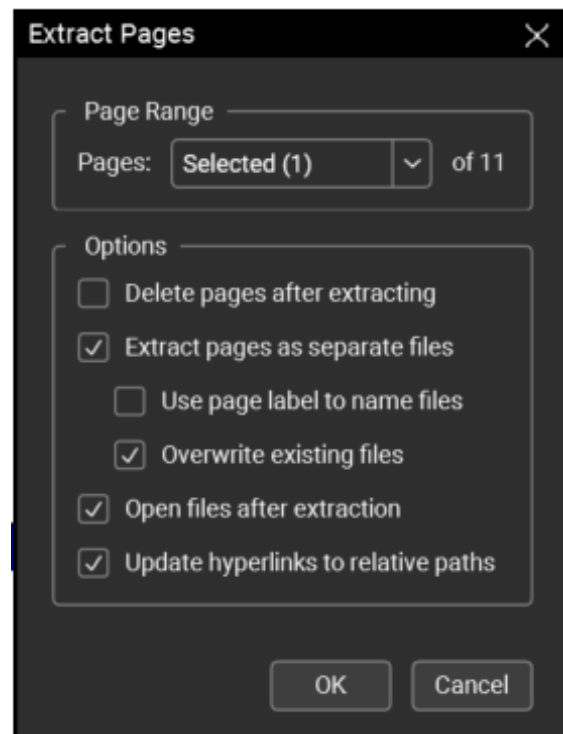 Extract Pages
Page Range
Pages: Selected (1) of 11
Options
Delete pages after extracting
Extract pages as separate files
Use page label to name files
Overwrite existing files
Open files after extraction
Update hyperlinks to relative paths
OK Cancel